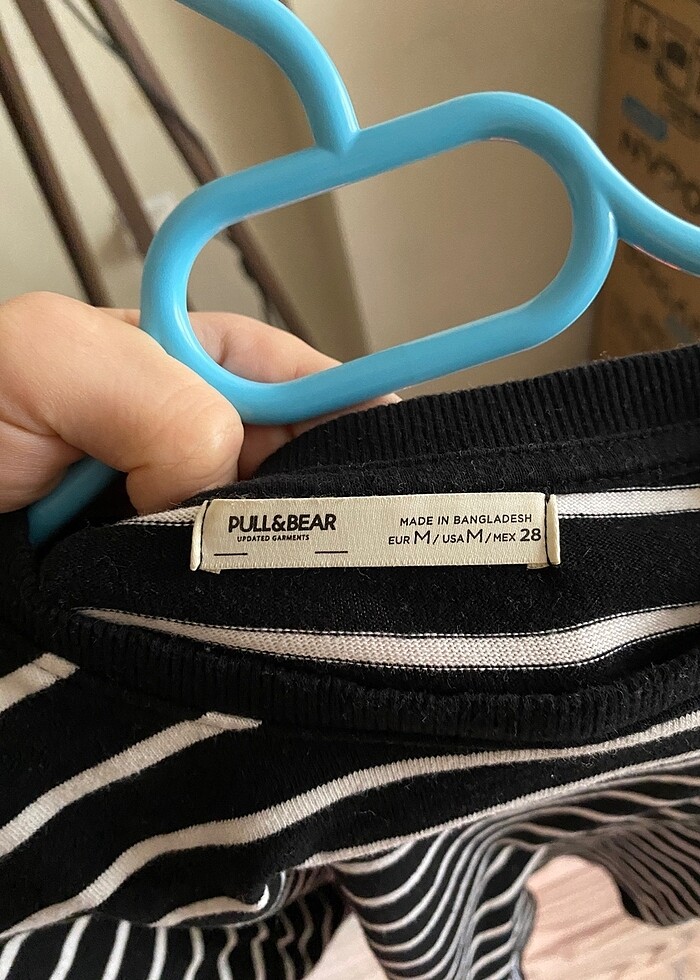 PULL&BEAR
UPDATED GARMENTS
MADE IN BANGLADESH
EUR M / USA M / MEX 28